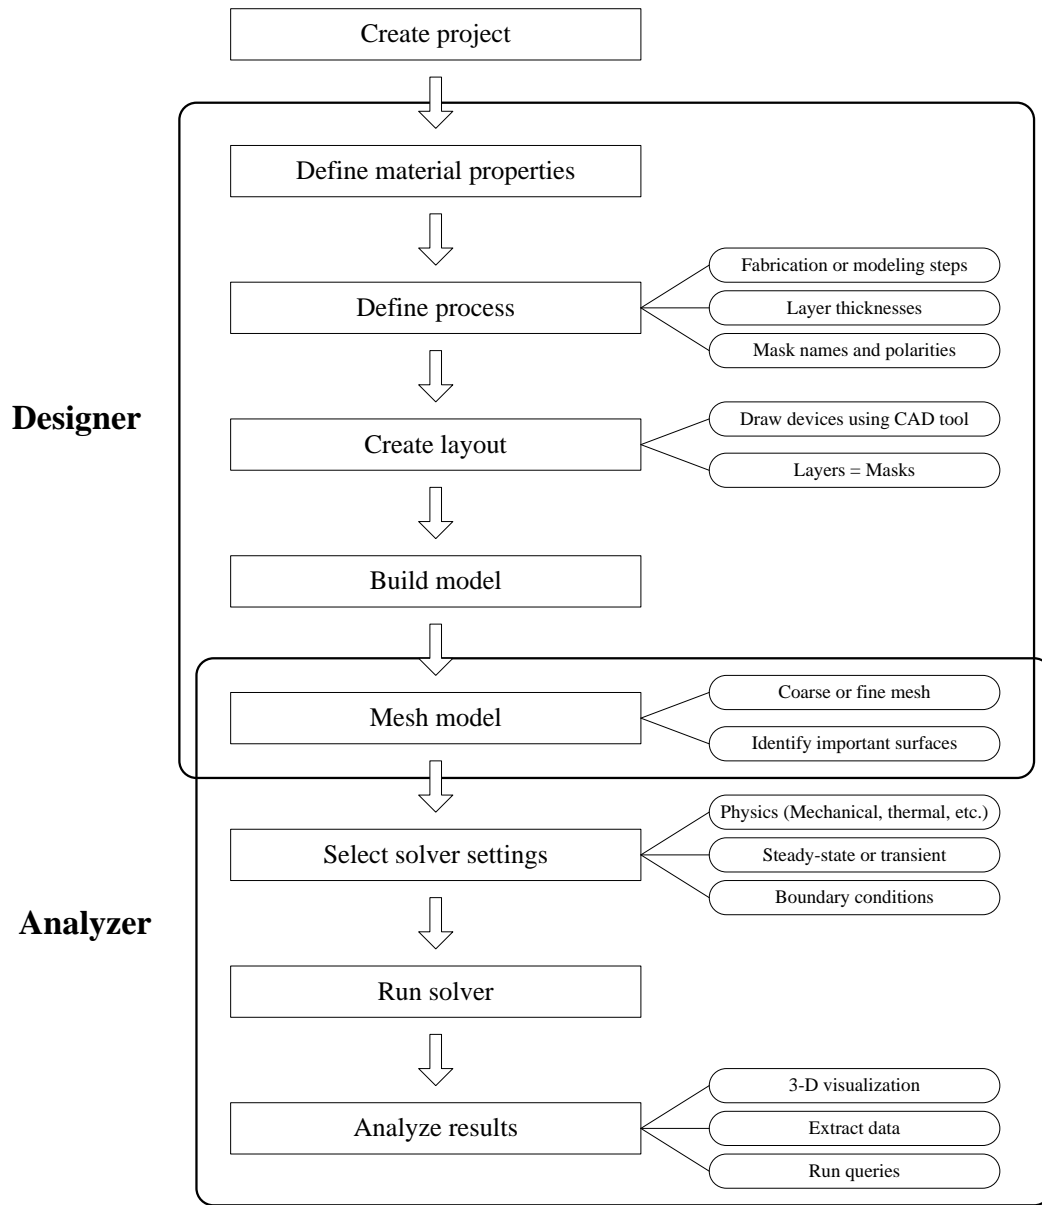 Create project
Define material properties
Define process
Fabrication or modeling steps
Layer thicknesses
Mask names and polarities
Designer
Create layout
Draw devices using CAD tool
Layers = Masks
Build model
Mesh model
Coarse or fine mesh
Identify important surfaces
Select solver settings
Physics (Mechanical, thermal, etc.)
Steady-state or transient
Boundary conditions
Analyzer
Run solver
Analyze results
3-D visualization
Extract data
Run queries